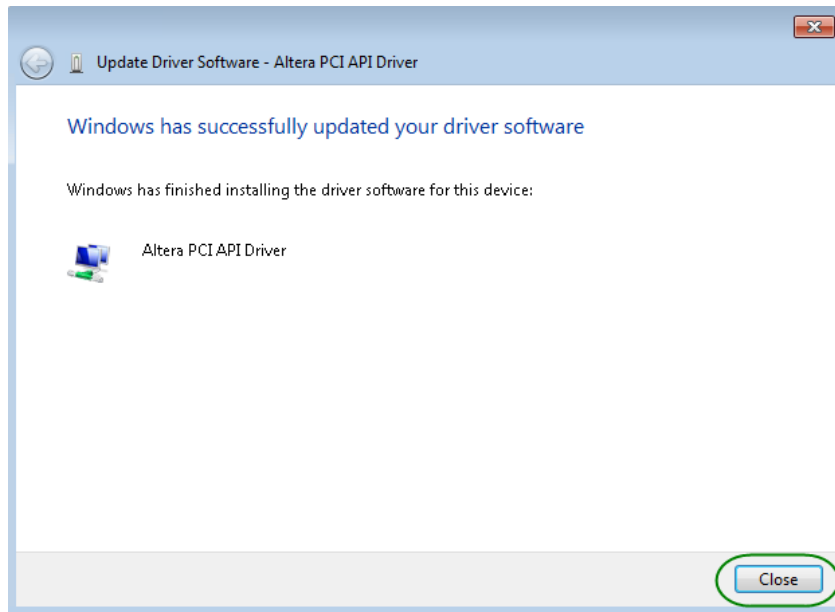 Update Driver Software - Altera PCI API Driver
Windows has successfully updated your driver software
Windows has finished installing the driver software for this device:
Altera PCI API Driver
Close